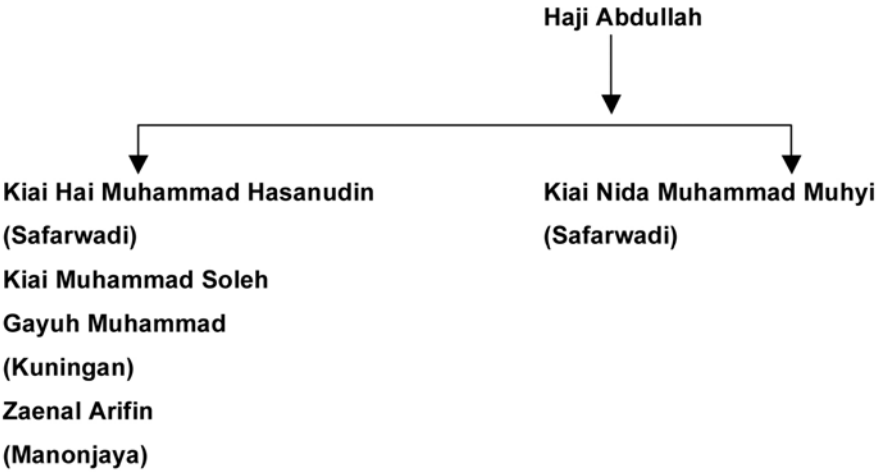 Haji Abdullah
Kiai Hai Muhammad Hasanudin
(Safarwadi)
Kiai Muhammad Soleh
Gayuh Muhammad
(Kuningan)
Zaenal Arifin
(Manonjaya)
Kiai Nida Muhammad Muhyi
(Safarwadi)